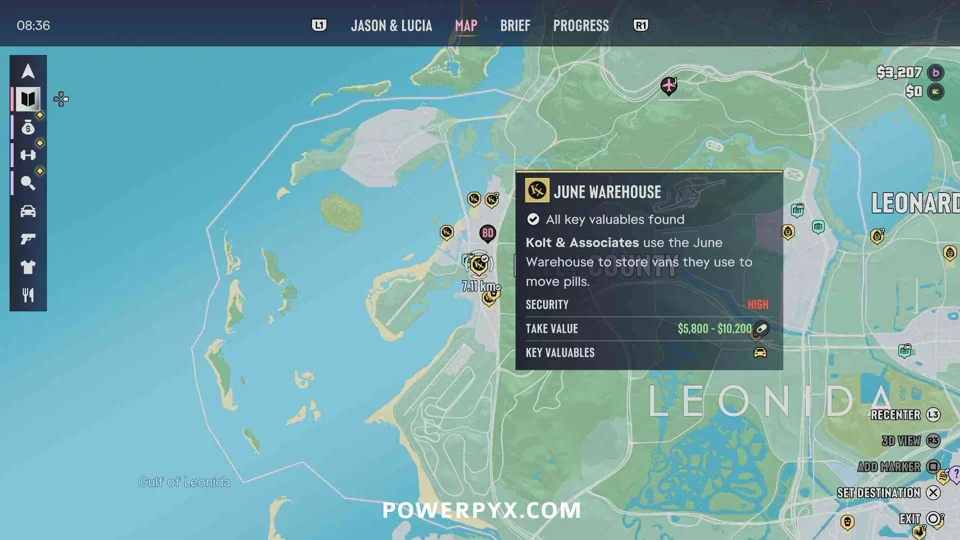 08:36
L1 JASON & LUCIA MAP BRIEF PROGRESS R1
$3,207
$0
JUNE WAREHOUSE
All key valuables found
Kolt & Associates use the June
Warehouse to store vans they use to
move pills.
SECURITY HIGH
TAKE VALUE $5,800 - $10,200
KEY VALUABLES
BD
7.11 km
LEONARD
COUNTY
LEONIDA
Gulf of Leonida
RECENTER L3
3D VIEW R3
ADD MARKER
SET DESTINATION
EXIT
POWERPYX.COM